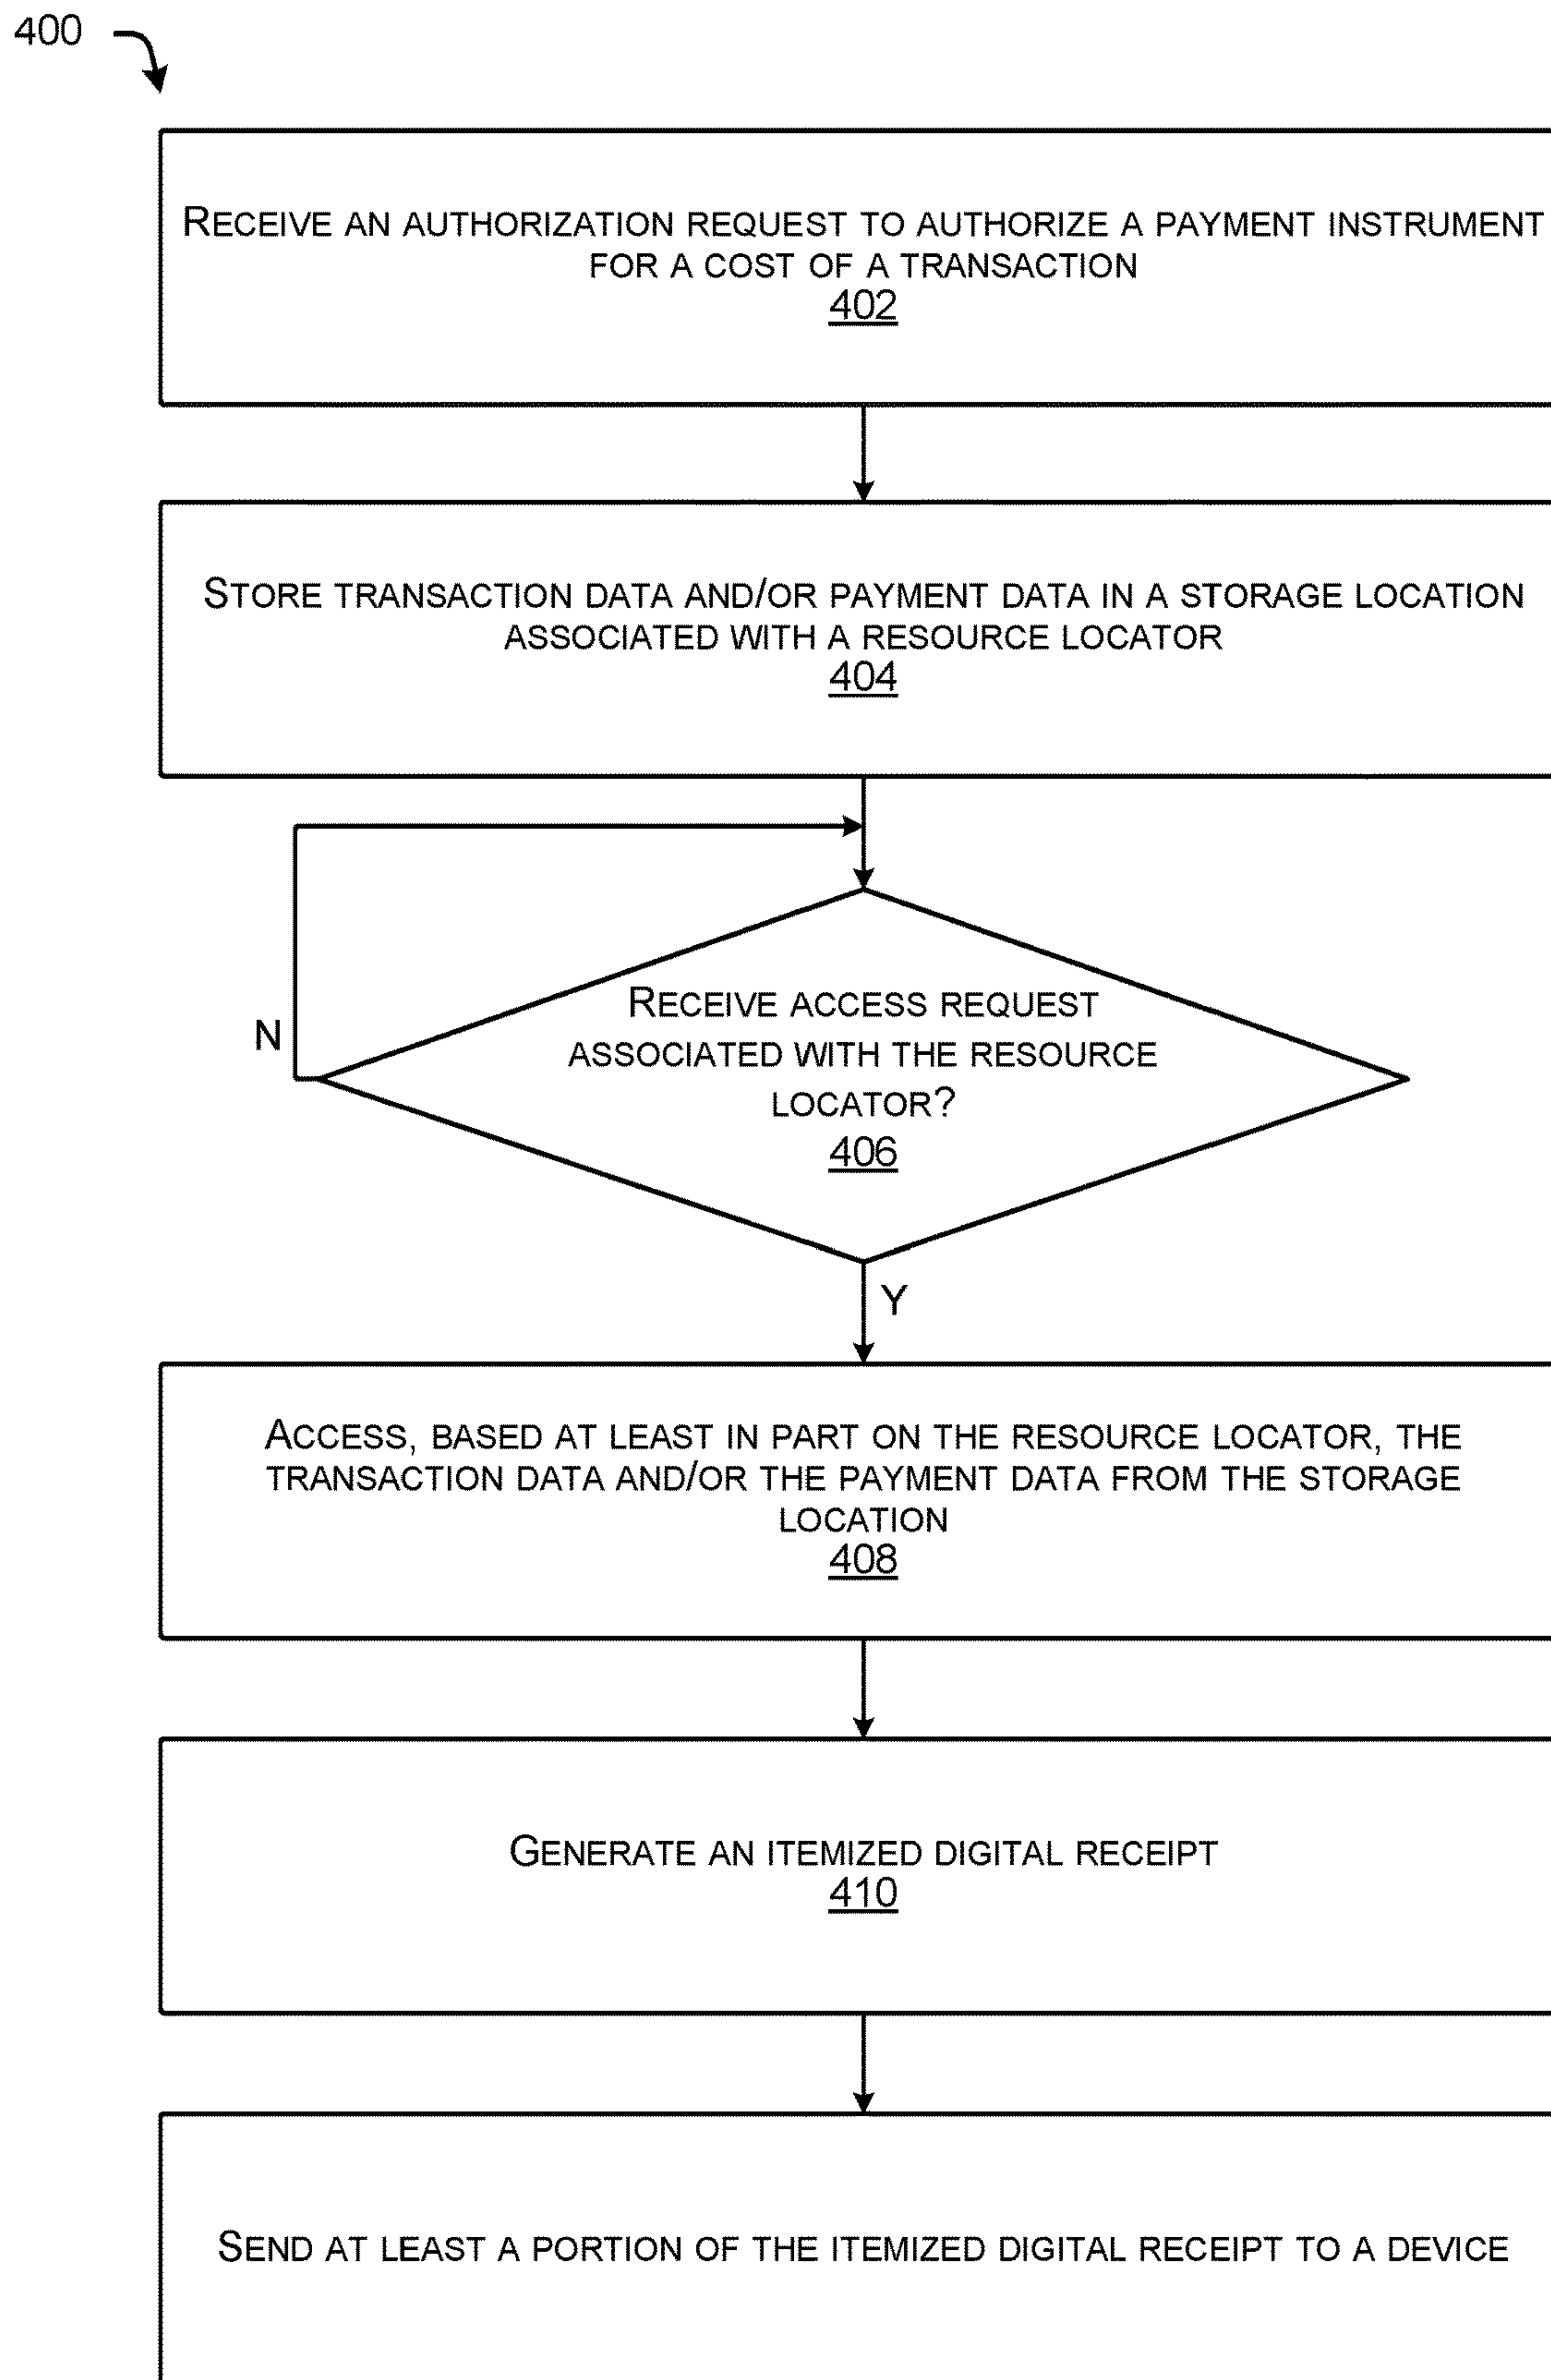 400
RECEIVE AN AUTHORIZATION REQUEST TO AUTHORIZE A PAYMENT INSTRUMENT
FOR A COST OF A TRANSACTION
402
STORE TRANSACTION DATA AND/OR PAYMENT DATA IN A STORAGE LOCATION
ASSOCIATED WITH A RESOURCE LOCATOR
404
RECEIVE ACCESS REQUEST
ASSOCIATED WITH THE RESOURCE
LOCATOR?
406
N
Y
ACCESS, BASED AT LEAST IN PART ON THE RESOURCE LOCATOR, THE
TRANSACTION DATA AND/OR THE PAYMENT DATA FROM THE STORAGE
LOCATION
408
GENERATE AN ITEMIZED DIGITAL RECEIPT
410
SEND AT LEAST A PORTION OF THE ITEMIZED DIGITAL RECEIPT TO A DEVICE